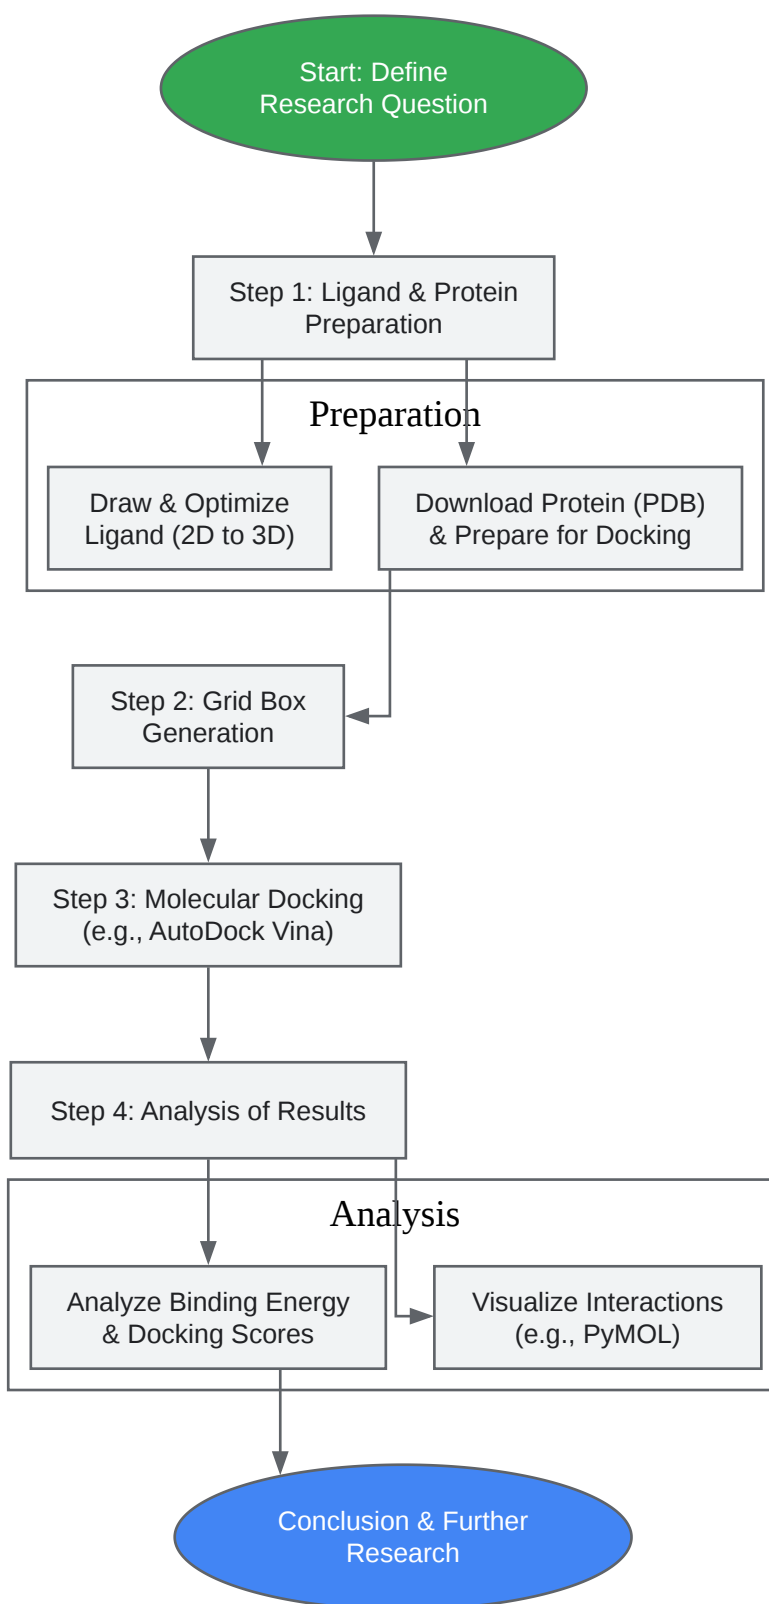 Start: Define
Research Question
Step 1: Ligand & Protein
Preparation
Preparation
Draw & Optimize
Ligand (2D to 3D)
Download Protein (PDB)
& Prepare for Docking
Step 2: Grid Box
Generation
Step 3: Molecular Docking
(e.g., AutoDock Vina)
Step 4: Analysis of Results
Analysis
Analyze Binding Energy
& Docking Scores
Visualize Interactions
(e.g., PyMOL)
Conclusion & Further
Research